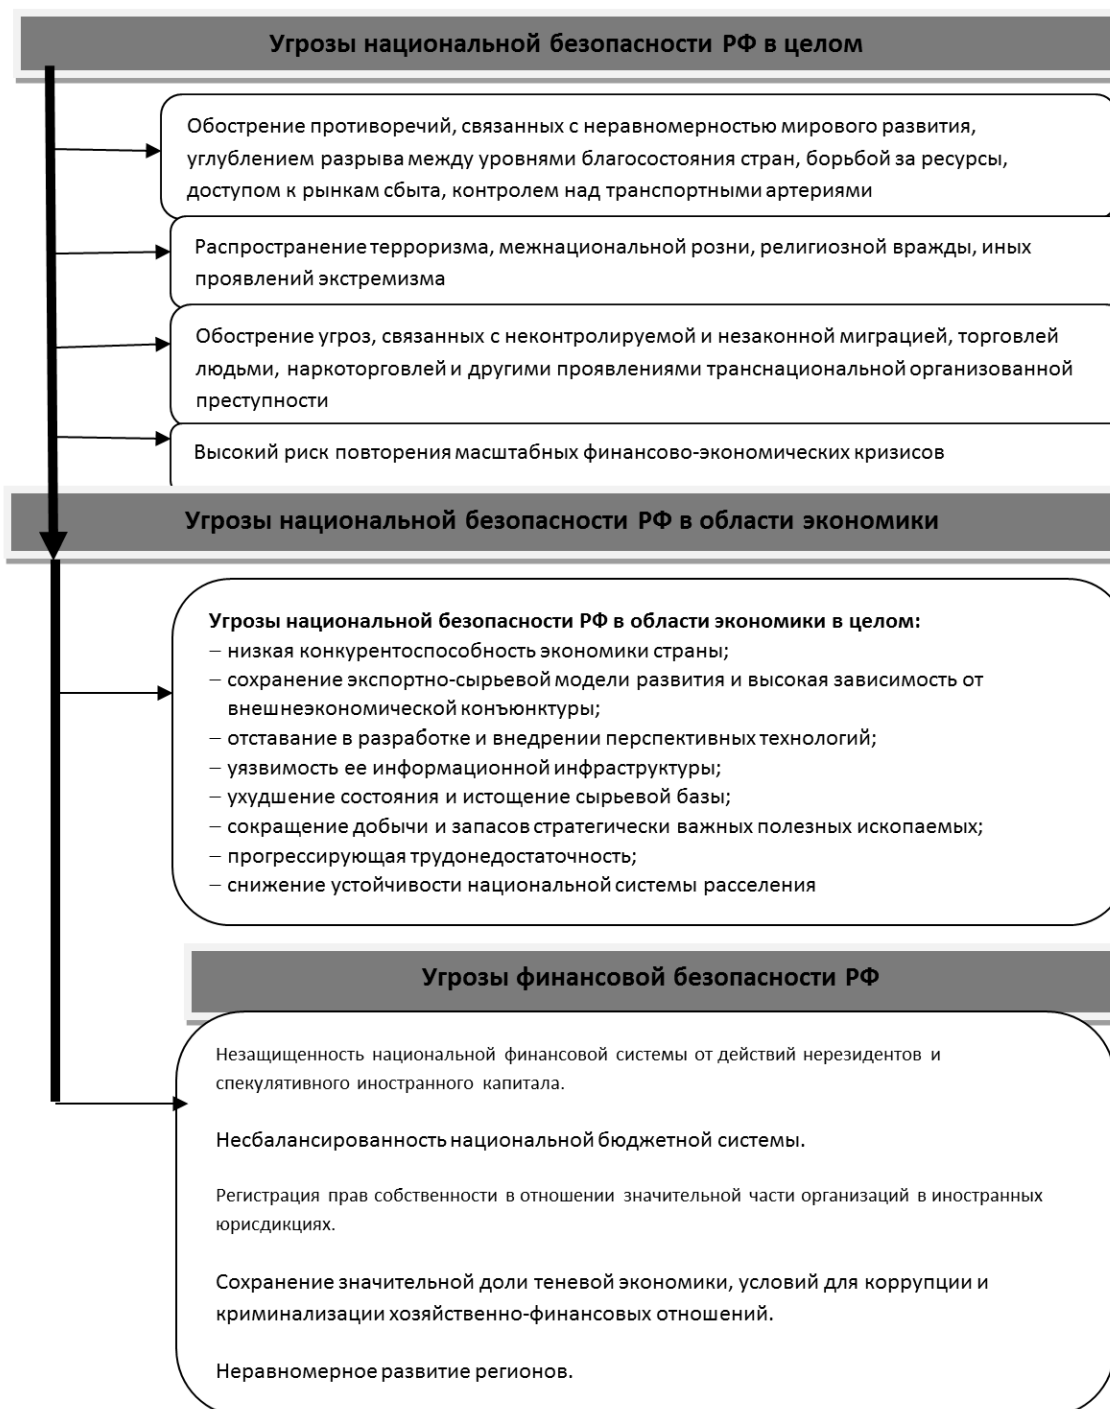 Угрозы национальной безопасности РФ в целом
Обострение противоречий, связанных с неравномерностью мирового развития,
углублением разрыва между уровнями благосостояния стран, борьбой за ресурсы,
доступом к рынкам сбыта, контролем над транспортными артериями
Распространение терроризма, межнациональной розни, религиозной вражды, иных
проявлений экстремизма
Обострение угроз, связанных с неконтролируемой и незаконной миграцией, торговлей
людьми, наркоторговлей и другими проявлениями транснациональной организованной
преступности
Высокий риск повторения масштабных финансово-экономических кризисов
Угрозы национальной безопасности РФ в области экономики
Угрозы национальной безопасности РФ в области экономики в целом:
– низкая конкурентоспособность экономики страны;
– сохранение экспортно-сырьевой модели развития и высокая зависимость от
внешнеэкономической конъюнктуры;
– отставание в разработке и внедрении перспективных технологий;
– уязвимость ее информационной инфраструктуры;
– ухудшение состояния и истощение сырьевой базы;
– сокращение добычи и запасов стратегически важных полезных ископаемых;
– прогрессирующая трудонедостаточность;
– снижение устойчивости национальной системы расселения
Угрозы финансовой безопасности РФ
Незащищенность национальной финансовой системы от действий нерезидентов и
спекулятивного иностранного капитала.
Несбалансированность национальной бюджетной системы.
Регистрация прав собственности в отношении значительной части организаций в иностранных
юрисдикциях.
Сохранение значительной доли теневой экономики, условий для коррупции и
криминализации хозяйственно-финансовых отношений.
Неравномерное развитие регионов.